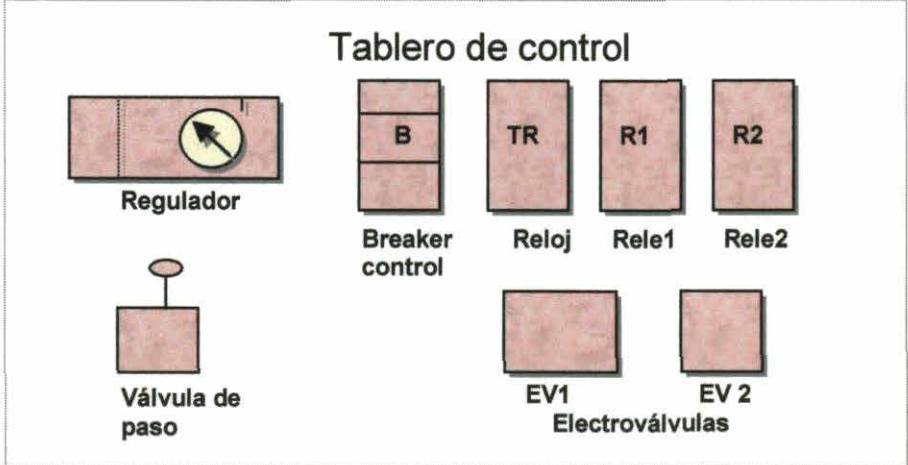 Tablero de control
B
TR
R1
R2
Regulador
Breaker
control
Reloj
Rele1
Rele2
Válvula de
paso
EV1
EV 2
Electroválvulas